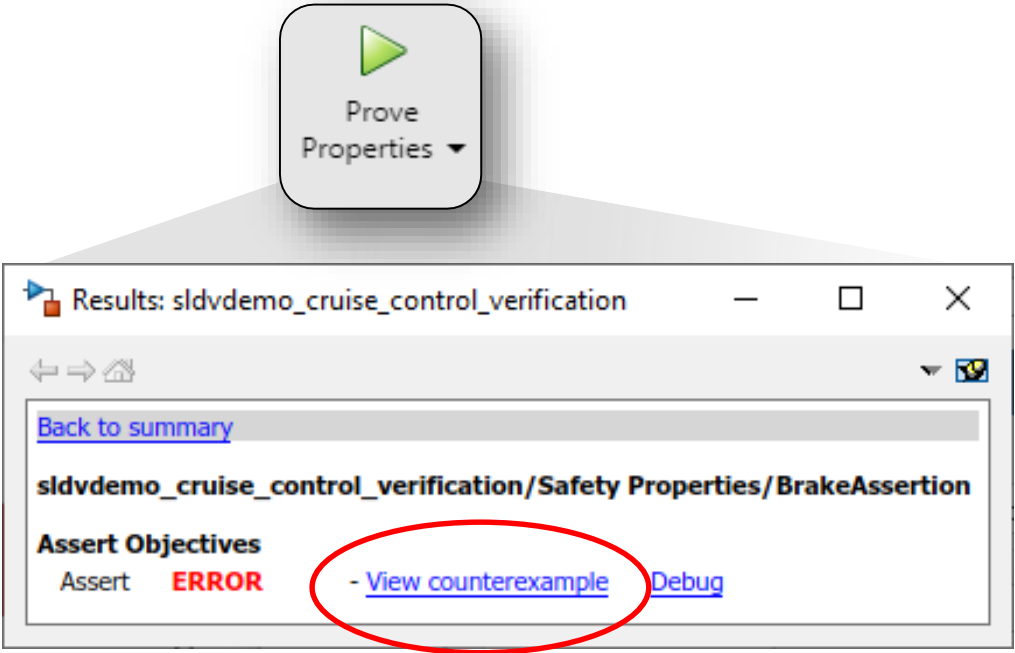 Prove
Properties
Results: sldvdemo_cruise_control_verification
Back to summary
sldvdemo_cruise_control_verification/Safety Properties/BrakeAssertion
Assert Objectives
Assert ERROR - View counterexample Debug